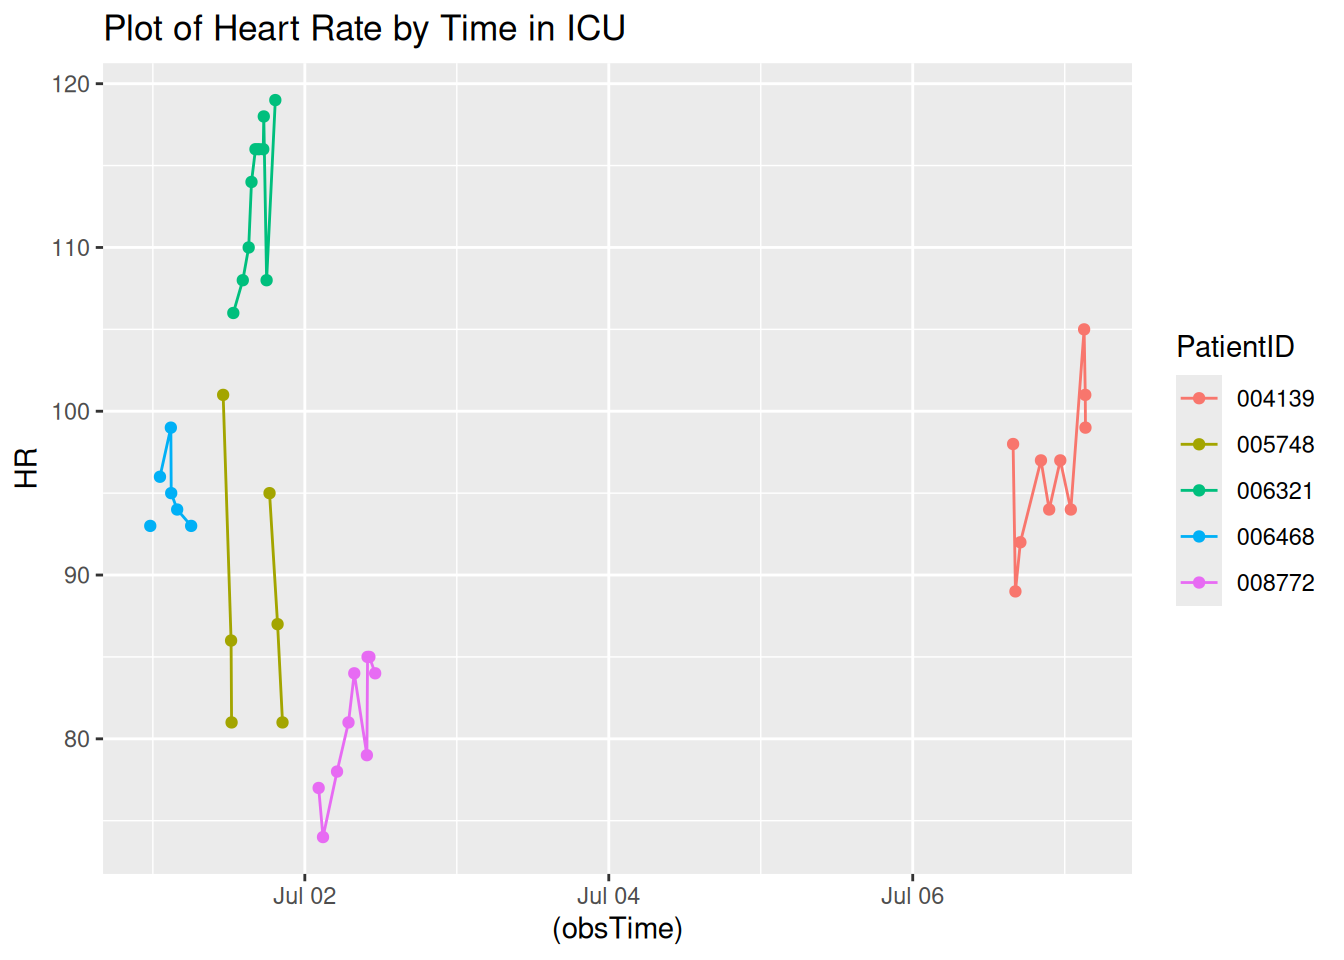 Plot of Heart Rate by Time in ICU
120
110
100
90
80
HR
Jul 02
Jul 04
Jul 06
(obsTime)
PatientID
004139
005748
006321
006468
008772